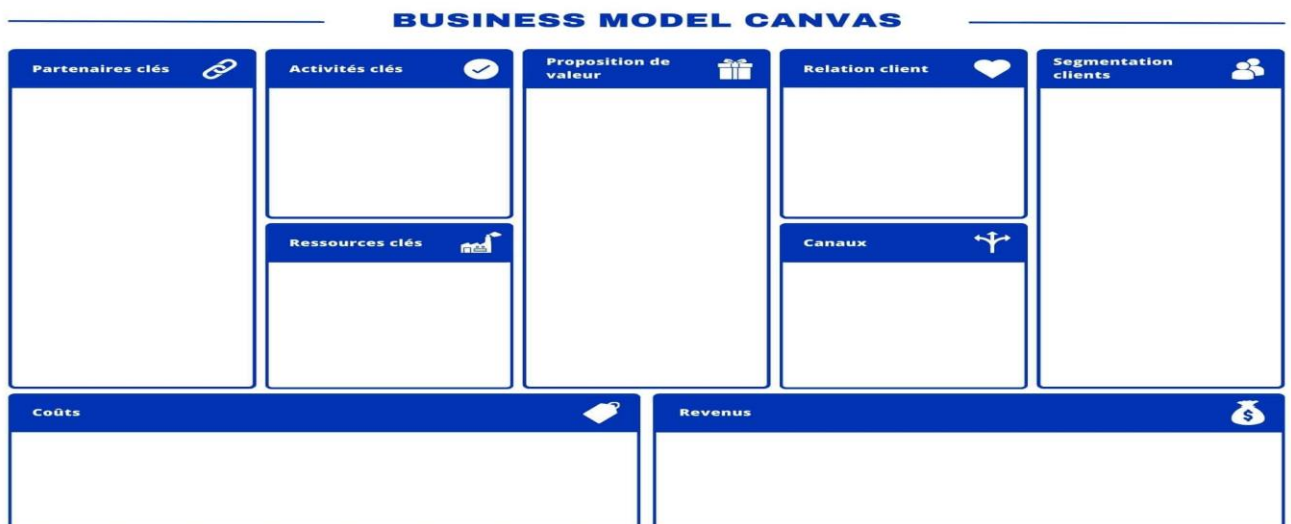 BUSINESS MODEL CANVAS
Partenaires clés
Activités clés
Proposition de
valeur
Relation client
Segmentation
clients
Ressources clés
Canaux
Coûts
Revenus
$